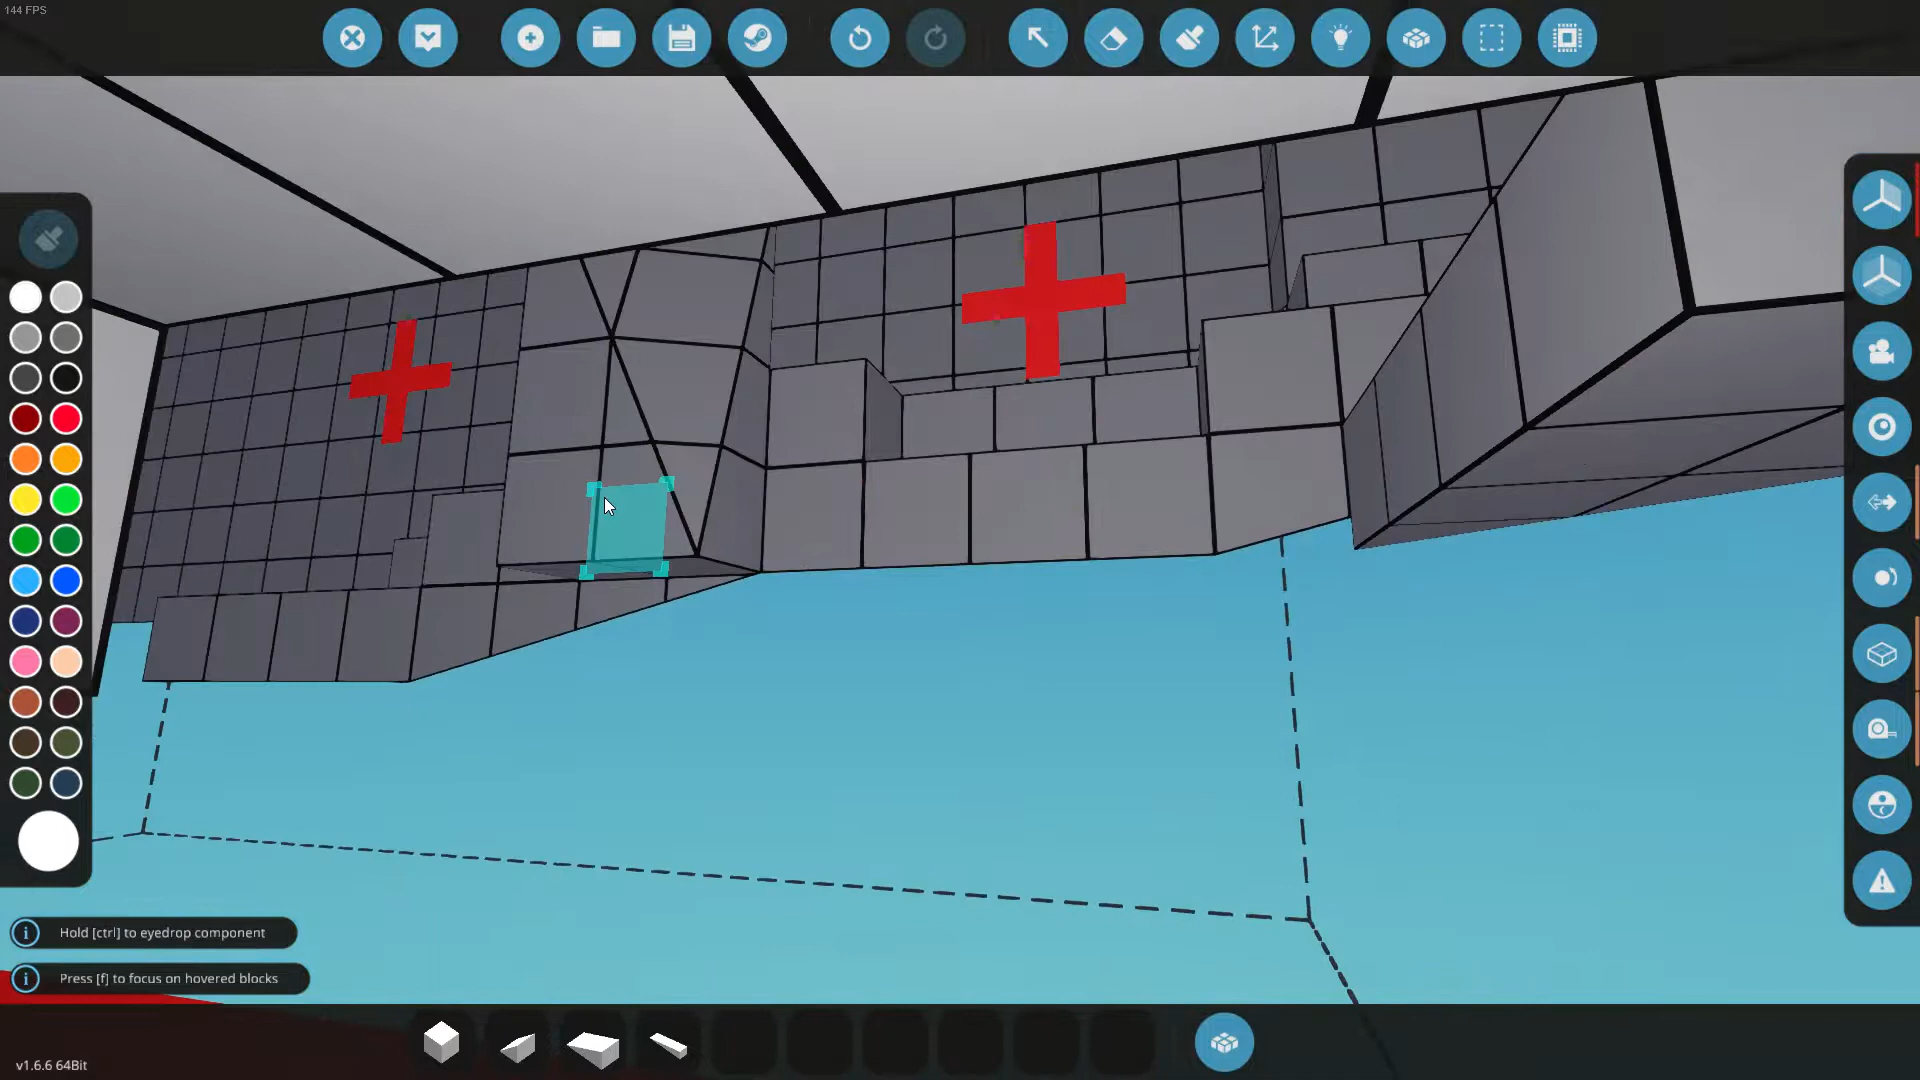 144 FPS
Hold [ctrl] to eyedrop component
Press [f] to focus on hovered blocks
v1.6.6 64Bit